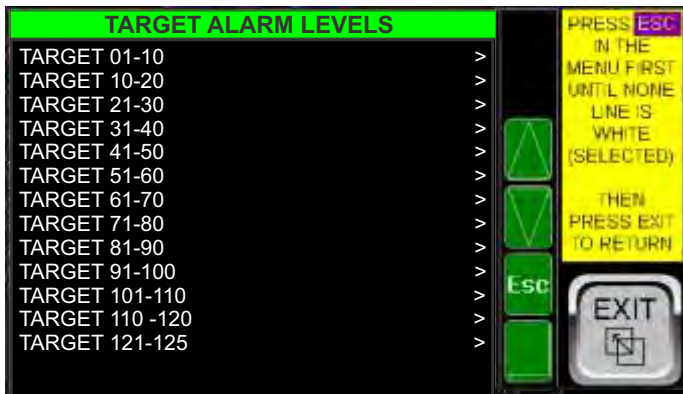 TARGET ALARM LEVELS
TARGET 01-10 >
TARGET 10-20 >
TARGET 21-30 >
TARGET 31-40 >
TARGET 41-50 >
TARGET 51-60 >
TARGET 61-70 >
TARGET 71-80 >
TARGET 81-90 >
TARGET 91-100 >
TARGET 101-110 >
TARGET 110 -120 >
TARGET 121-125 >
Esc
PRESS ESC
IN THE
MENU FIRST
UNTIL NONE
LINE IS
WHITE
(SELECTED)
THEN
PRESS EXIT
TO RETURN
EXIT